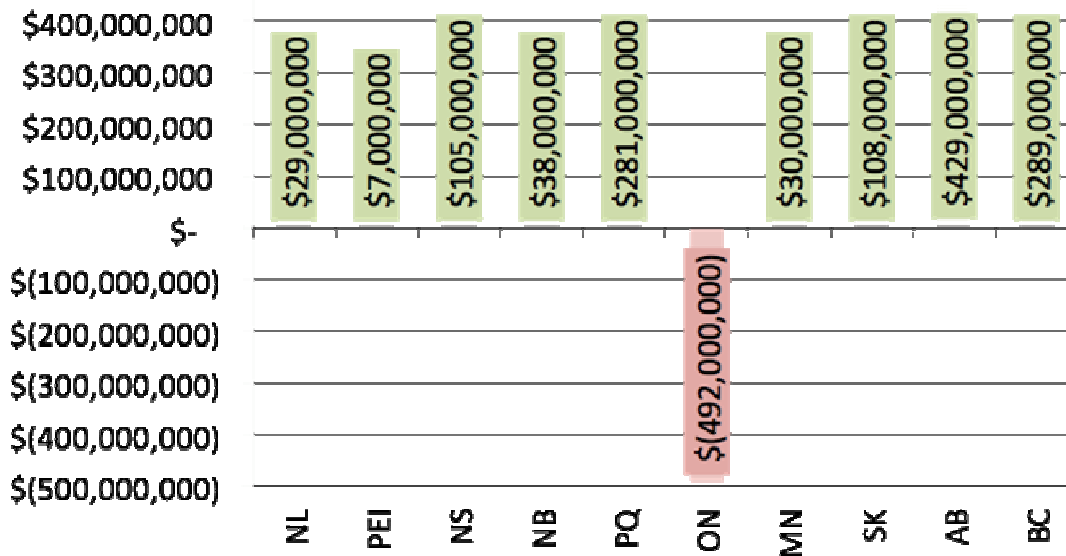 $400,000,000
$300,000,000
$200,000,000
$100,000,000
$-
$(100,000,000)
$(200,000,000)
$(300,000,000)
$(400,000,000)
$(500,000,000)
$29,000,000
$7,000,000
$105,000,000
$38,000,000
$281,000,000
$(492,000,000)
$30,000,000
$108,000,000
$429,000,000
$289,000,000
NL
PEI
NS
NB
PQ
ON
MN
SK
AB
BC